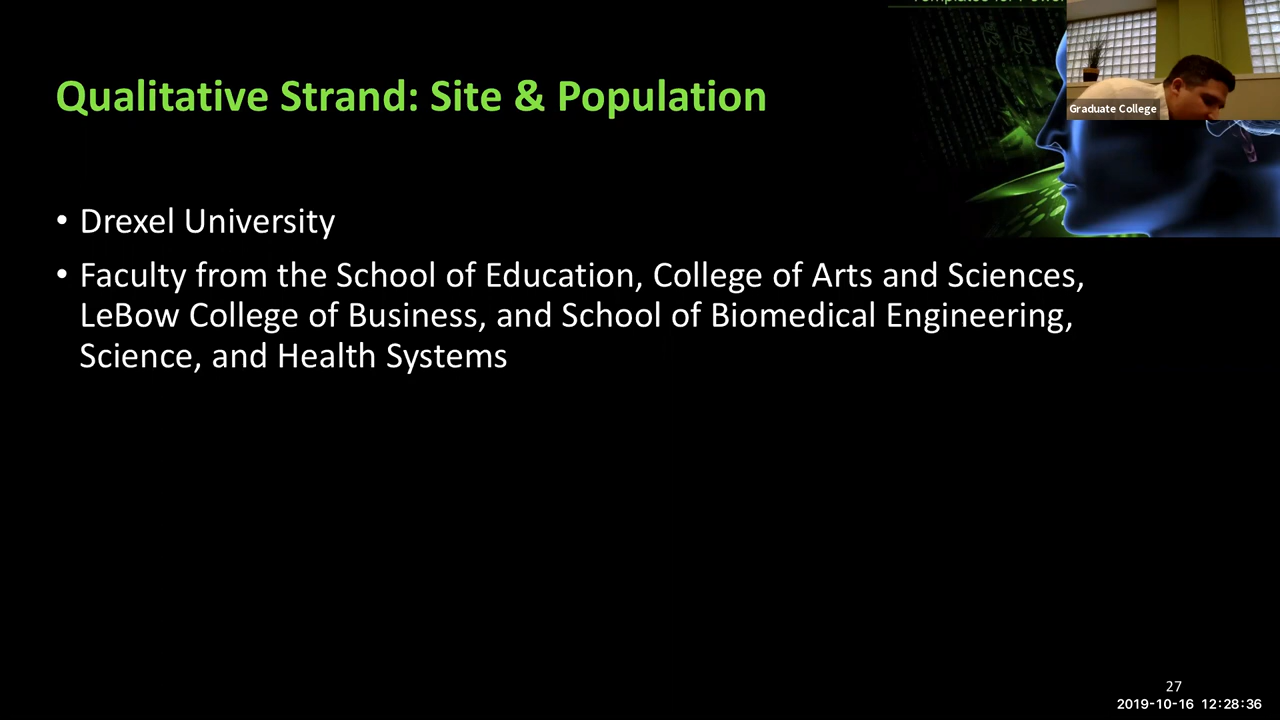 Qualitative Strand: Site & Population
Graduate College
• Drexel University
• Faculty from the School of Education, College of Arts and Sciences,
LeBow College of Business, and School of Biomedical Engineering,
Science, and Health Systems
27
2019-10-16 12:28:36